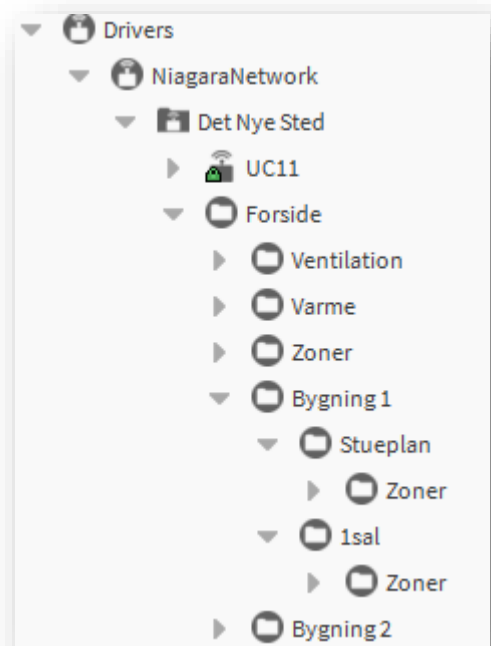 Drivers
NiagaraNetwork
Det Nye Sted
UC11
Forside
Ventilation
Varme
Zoner
Bygning 1
Stueplan
Zoner
1sal
Zoner
Bygning 2